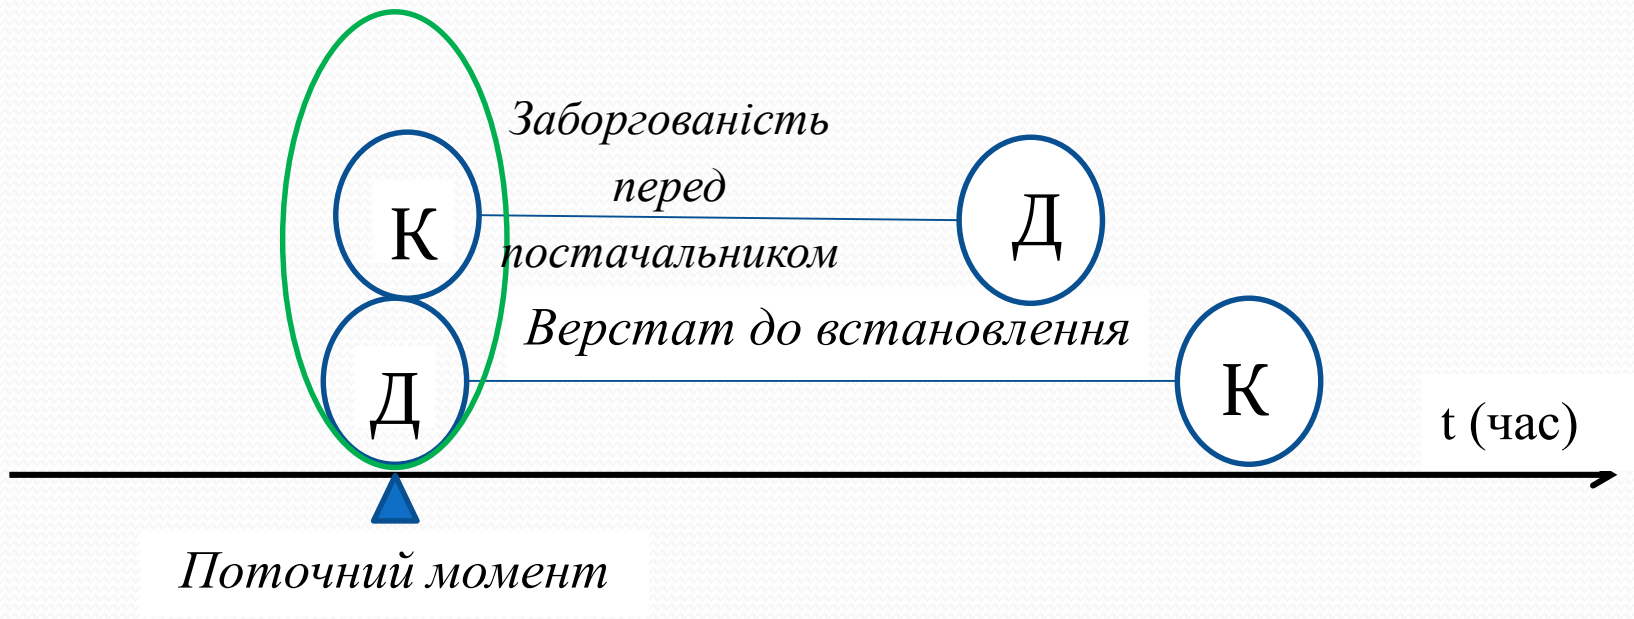 Заборгованість
перед
постачальником
К
Д
Верстат до встановлення
Д
К
t (час)
Поточний момент